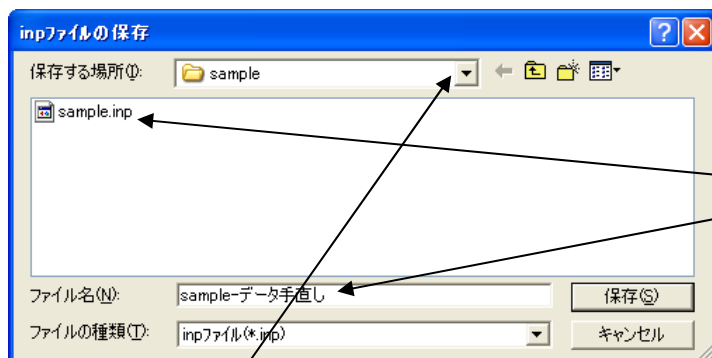 inpファイルの保存
保存する場所(I): sample
sample.inp
ファイル名(N): sample-データ手直し 保存(S)
ファイルの種類(T): inpファイル(*.inp) キャンセル